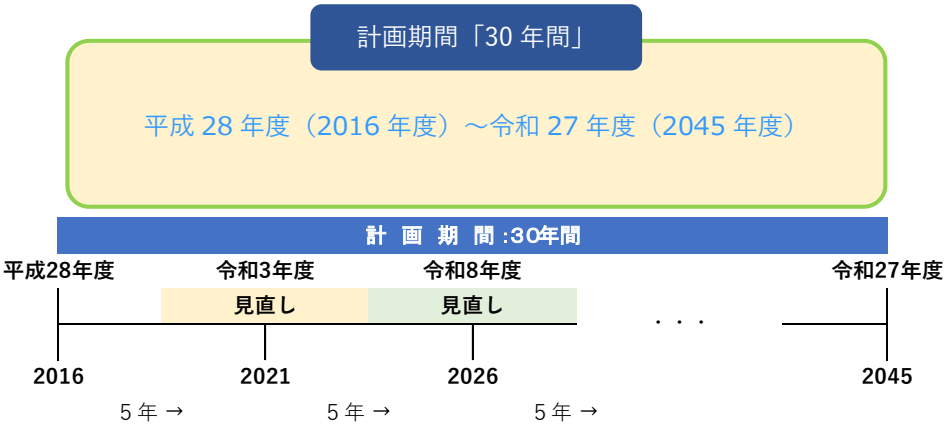 計画期間「30 年間」
平成 28 年度（2016 年度）～令和 27 年度（2045 年度）
計 画 期 間 :30年間
平成28年度 令和3年度 令和8年度 令和27年度
見直し 見直し
・・・
2016 2021 2026 2045
5 年 → 5 年 → 5 年 →